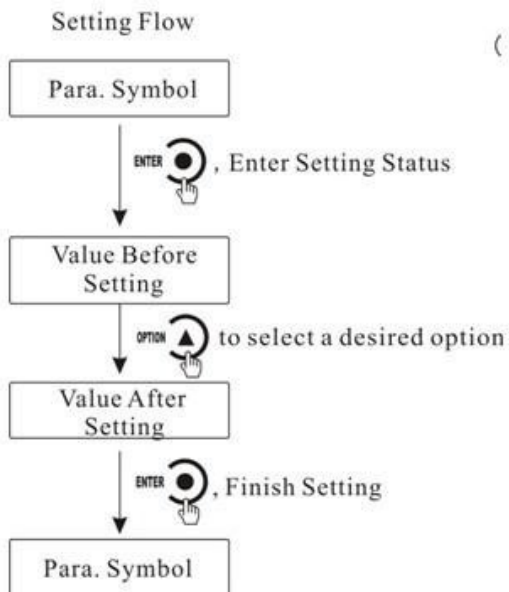 Setting Flow
(
Para. Symbol
ENTER , Enter Setting Status
Value Before
Setting
OPTION to select a desired option
Value After
Setting
ENTER , Finish Setting
Para. Symbol